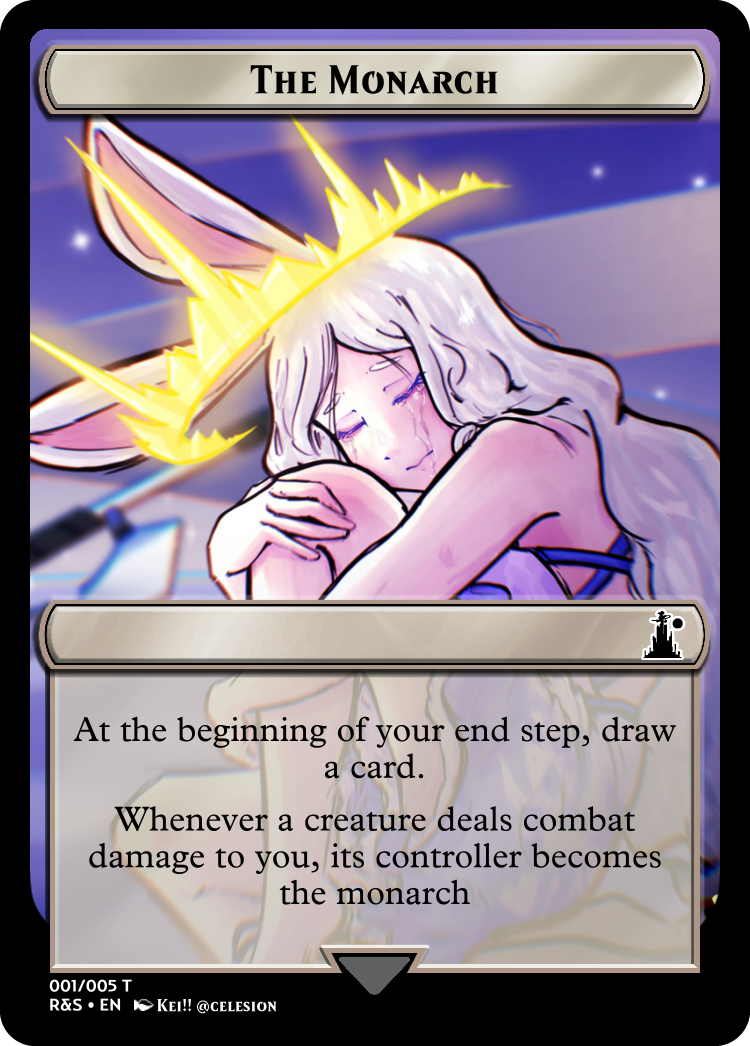 The Monarch
At the beginning of your end step, draw
a card.
Whenever a creature deals combat
damage to you, its controller becomes
the monarch
001/005 T
R&S • EN Kei!! @celesion